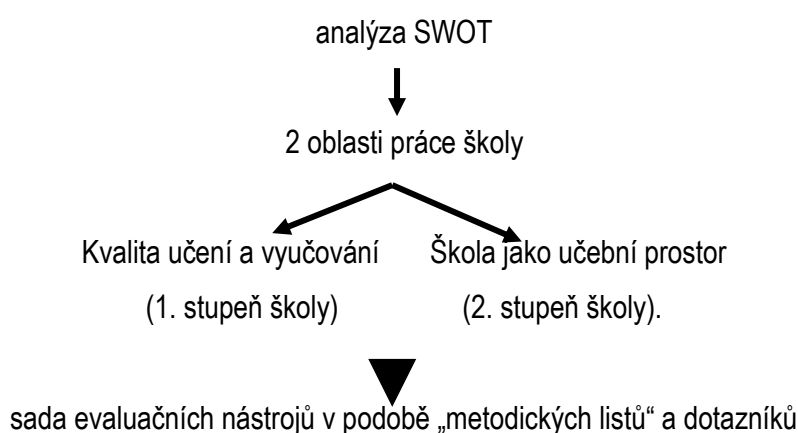 analýza SWOT
2 oblasti práce školy
Kvalita učení a vyučování Škola jako učební prostor
(1. stupeň školy) (2. stupeň školy).
sada evaluačních nástrojů v podobě „metodických listů“ a dotazníků